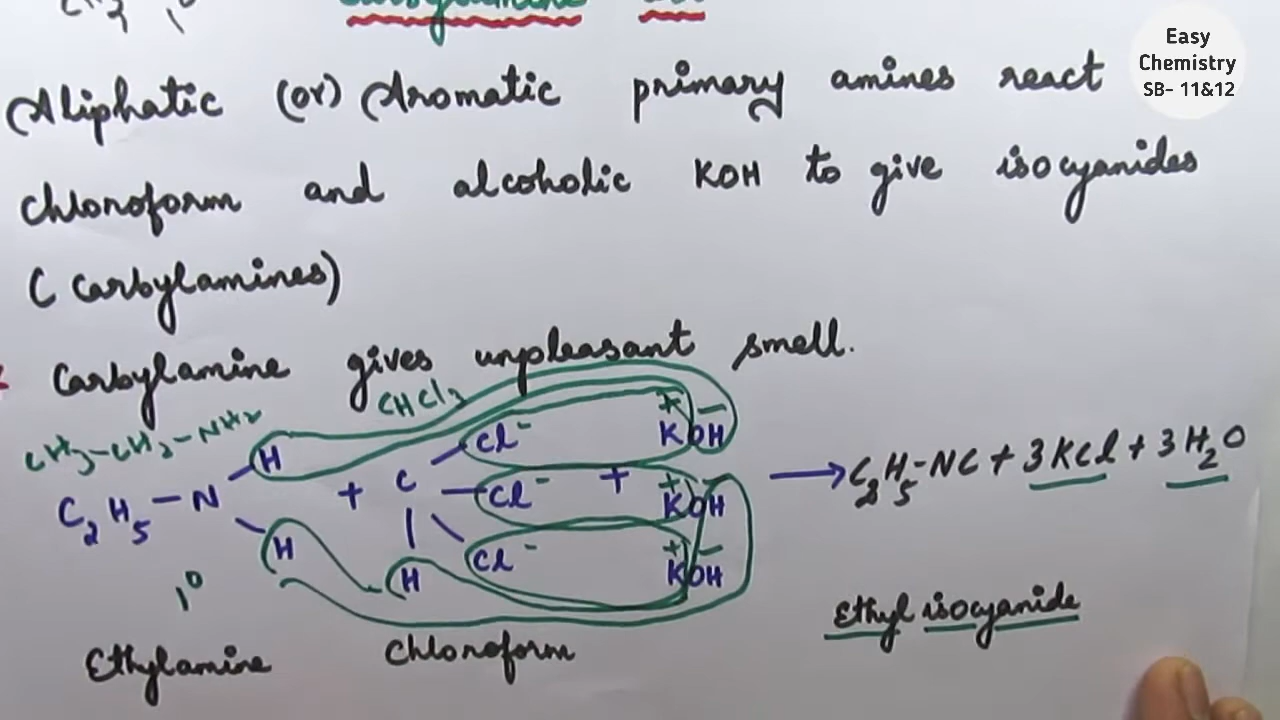 Easy
Chemistry
SB- 11&12
Aliphatic (or) Aromatic primary amines react
chloroform and alcoholic KOH to give isocyanides
( carbylamines)
Carbylamine gives unpleasant smell.
CH3-CH2-NH2 CHCl3
H Cl- K+ OH-
C2H5-N + C Cl- + K+ OH → C2H5-NC + 3KCl + 3H2O
H H Cl- K+ OH-
1°
Ethyl isocyanide
Ethylamine chloroform